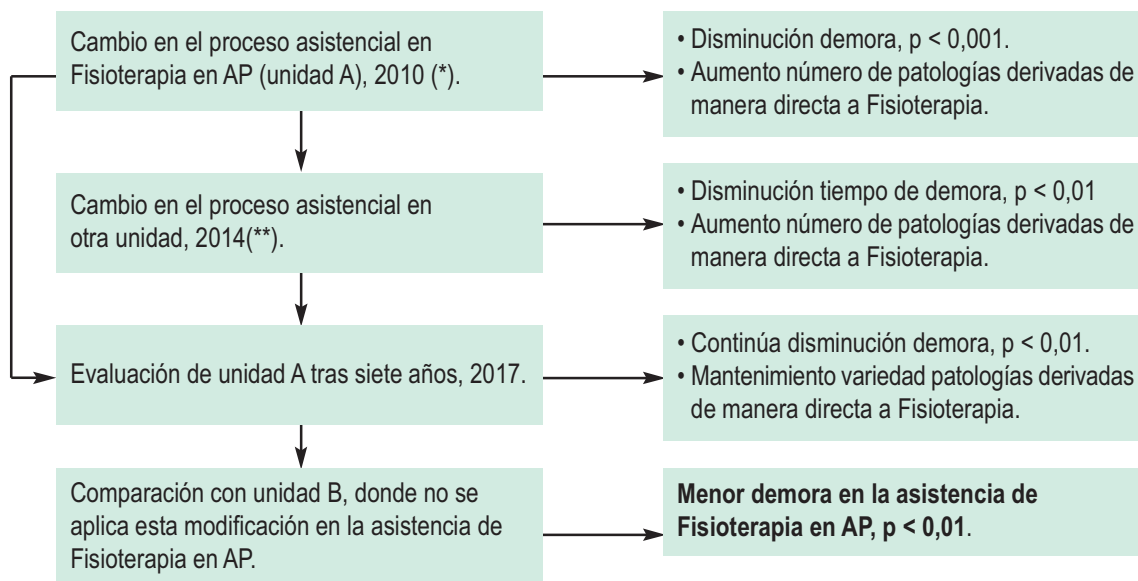 Cambio en el proceso asistencial en
Fisioterapia en AP (unidad A), 2010 (*).
• Disminución demora, p < 0,001.
• Aumento número de patologías derivadas de
manera directa a Fisioterapia.
Cambio en el proceso asistencial en
otra unidad, 2014(**).
• Disminución tiempo de demora, p < 0,01
• Aumento número de patologías derivadas de
manera directa a Fisioterapia.
Evaluación de unidad A tras siete años, 2017.
• Continúa disminución demora, p < 0,01.
• Mantenimiento variedad patologías derivadas
de manera directa a Fisioterapia.
Comparación con unidad B, donde no se
aplica esta modificación en la asistencia de
Fisioterapia en AP.
Menor demora en la asistencia de
Fisioterapia en AP, p < 0,01.